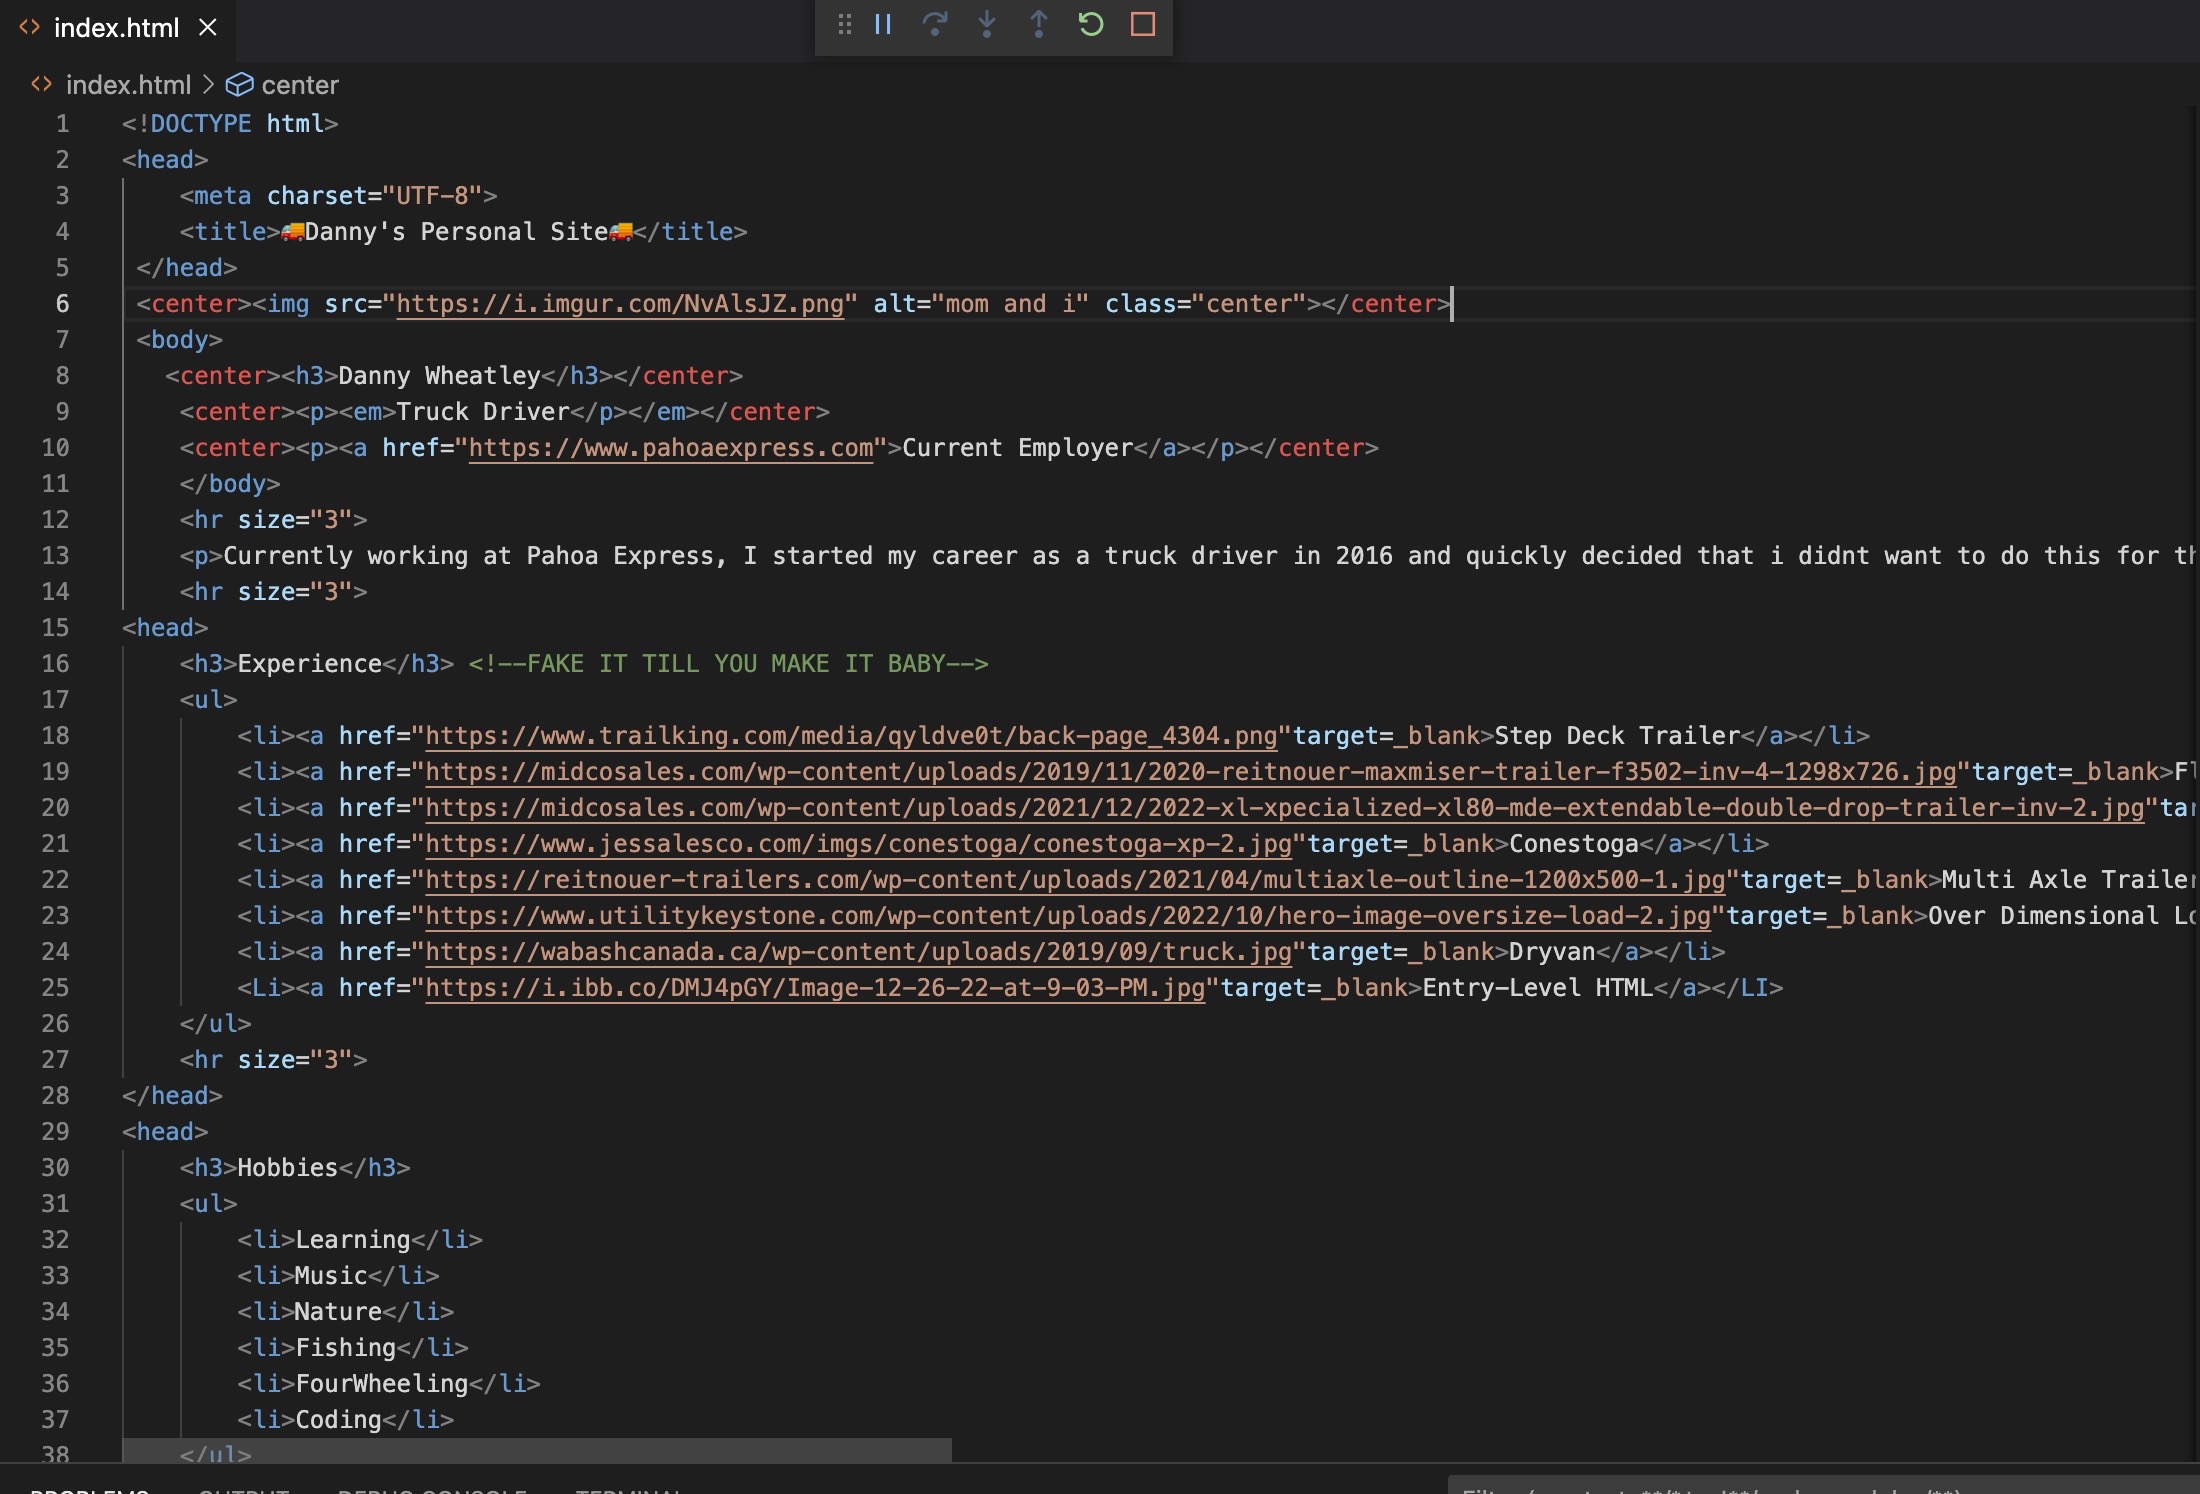 index.html
index.html > center
1 <!DOCTYPE html>
2 <head>
3 <meta charset="UTF-8">
4 <title>🚚Danny's Personal Site🚚</title>
5 </head>
6 <center><img src="https://i.imgur.com/NvAlsJZ.png" alt="mom and i" class="center"></center>
7 <body>
8 <center><h3>Danny Wheatley</h3></center>
9 <center><p><em>Truck Driver</p></em></center>
10 <center><p><a href="https://www.pahoaexpress.com">Current Employer</a></p></center>
11 </body>
12 <hr size="3">
13 <p>Currently working at Pahoa Express, I started my career as a truck driver in 2016 and quickly decided that i didnt want to do this for
14 <hr size="3">
15 <head>
16 <h3>Experience</h3> <!--FAKE IT TILL YOU MAKE IT BABY-->
17 <ul>
18 <li><a href="https://www.trailking.com/media/qyldve0t/back-page_4304.png"target=_blank>Step Deck Trailer</a></li>
19 <li><a href="https://midcosales.com/wp-content/uploads/2019/11/2020-reitnouer-maxmiser-trailer-f3502-inv-4-1298x726.jpg"target=_blank>
20 <li><a href="https://midcosales.com/wp-content/uploads/2021/12/2022-xl-xpecialized-xl80-mde-extendable-double-drop-trailer-inv-2.jpg"
21 <li><a href="https://www.jessalesco.com/imgs/conestoga/conestoga-xp-2.jpg"target=_blank>Conestoga</a></li>
22 <li><a href="https://reitnouer-trailers.com/wp-content/uploads/2021/04/multiaxle-outline-1200x500-1.jpg"target=_blank>Multi Axle Trailer
23 <li><a href="https://www.utilitykeystone.com/wp-content/uploads/2022/10/hero-image-oversize-load-2.jpg"target=_blank>Over Dimensional
24 <li><a href="https://wabashcanada.ca/wp-content/uploads/2019/09/truck.jpg"target=_blank>Dryvan</a></li>
25 <Li><a href="https://i.ibb.co/DMJ4pGY/Image-12-26-22-at-9-03-PM.jpg"target=_blank>Entry-Level HTML</a></LI>
26 </ul>
27 <hr size="3">
28 </head>
29 <head>
30 <h3>Hobbies</h3>
31 <ul>
32 <li>Learning</li>
33 <li>Music</li>
34 <li>Nature</li>
35 <li>Fishing</li>
36 <li>FourWheeling</li>
37 <li>Coding</li>
38 </ul>
PROBLEMS OUTPUT DEBUG CONSOLE TERMINAL